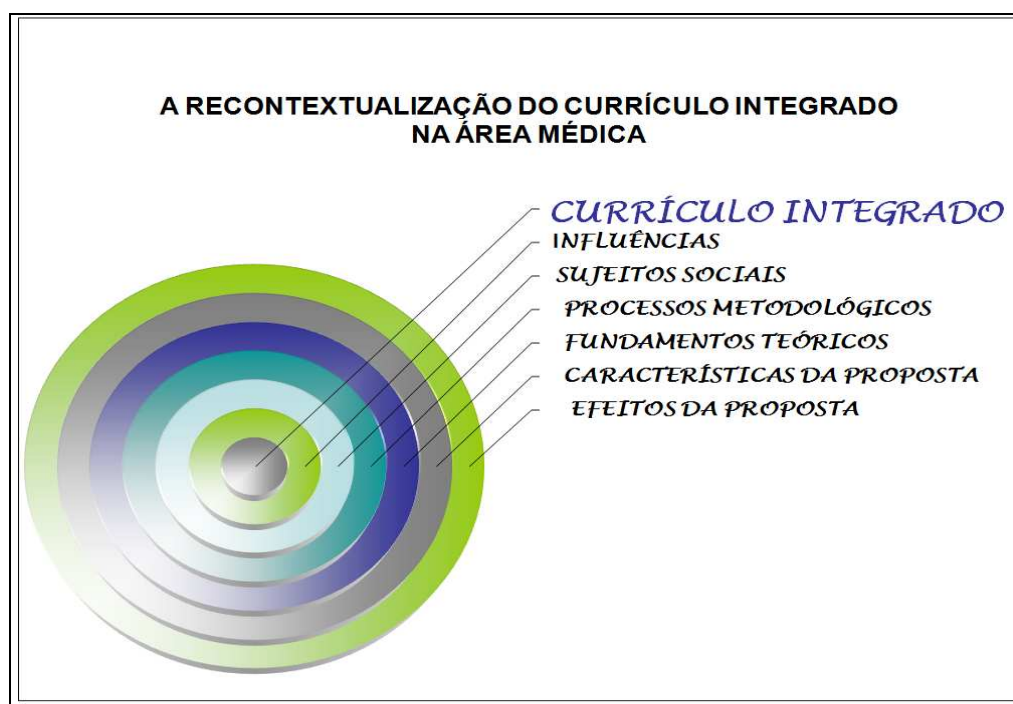 A RECONTEXTUALIZAÇÃO DO CURRÍCULO INTEGRADO
NA ÁREA MÉDICA
CURRÍCULO INTEGRADO
INFLUÊNCIAS
SUJEITOS SOCIAIS
PROCESSOS METODOLÓGICOS
FUNDAMENTOS TEÓRICOS
CARACTERÍSTICAS DA PROPOSTA
EFEITOS DA PROPOSTA